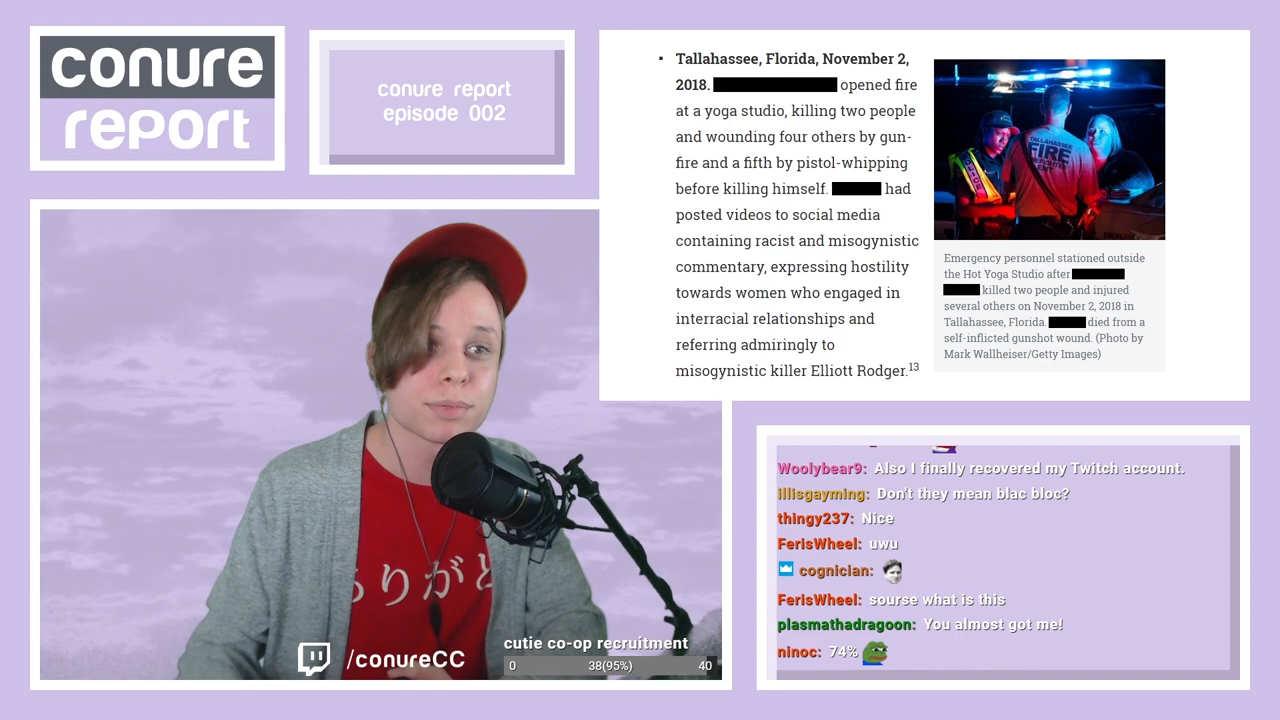 conure
report
conure report
episode 002
▪ Tallahassee, Florida, November 2,
2018. opened fire
at a yoga studio, killing two people
and wounding four others by gun-
fire and a fifth by pistol-whipping
before killing himself. had
posted videos to social media
containing racist and misogynistic
commentary, expressing hostility
towards women who engaged in
interracial relationships and
referring admiringly to
misogynistic killer Elliott Rodger.13
TALLAHASSEE
FIRE
Emergency personnel stationed outside
the Hot Yoga Studio after
killed two people and injured
several others on November 2, 2018 in
Tallahassee, Florida. died from a
self-inflicted gunshot wound. (Photo by
Mark Wallheiser/Getty Images)
ありがと
/conureCC
cutie co-op recruitment
0 38(95%) 40
Woolybear9: Also I finally recovered my Twitch account.
illisgayming: Don't they mean blac bloc?
thingy237: Nice
FerisWheel: uwu
cognician:
FerisWheel: sourse what is this
plasmathadragoon: You almost got me!
ninoc: 74%